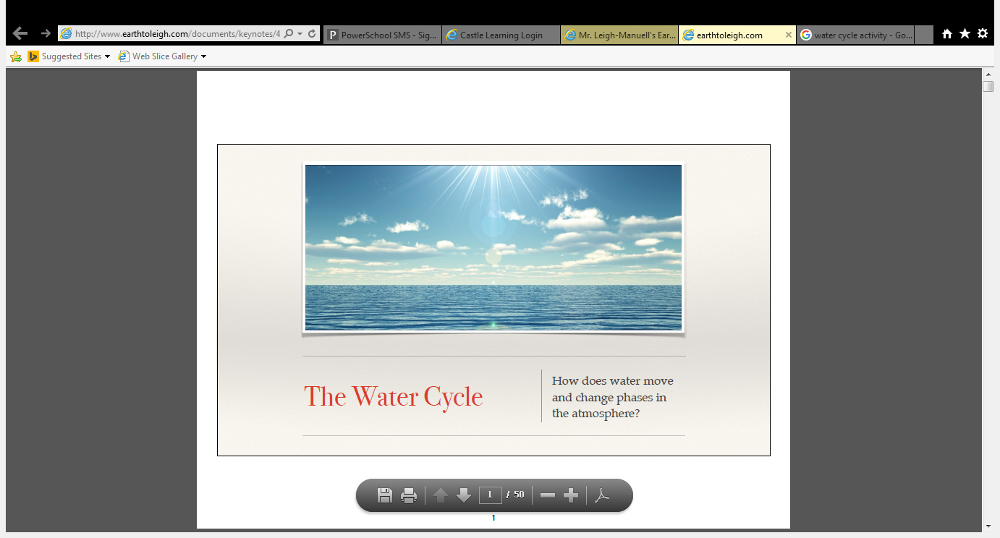 http://www.earthtoleigh.com/documents/keynotes/4
PowerSchool SMS - Sig...
Castle Learning Login
Mr. Leigh-Manuell's Ear...
earthtoleigh.com
water cycle activity - Go...
Suggested Sites
Web Slice Gallery
The Water Cycle
How does water move
and change phases in
the atmosphere?
1 / 50
1